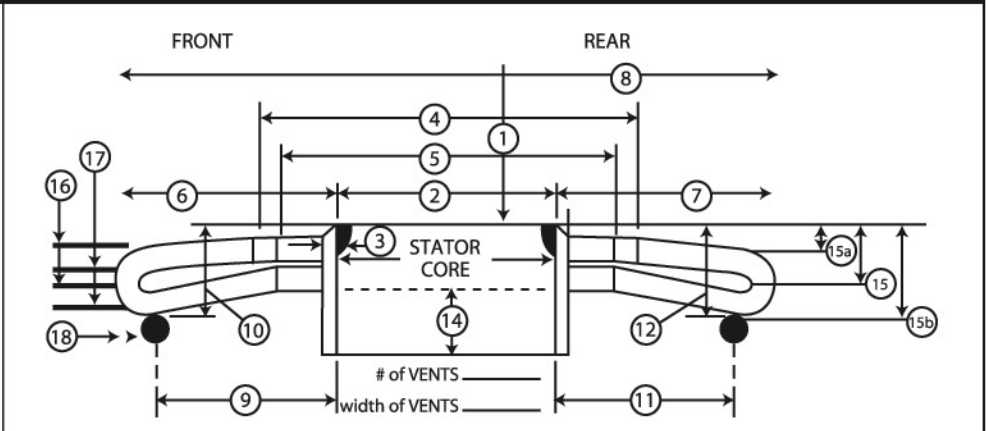 FRONT REAR
8
4
1
5
17
16
6 2 7
3 STATOR
CORE
15a
15
10 14 12 15b
18
# of VENTS
9 11
width of VENTS